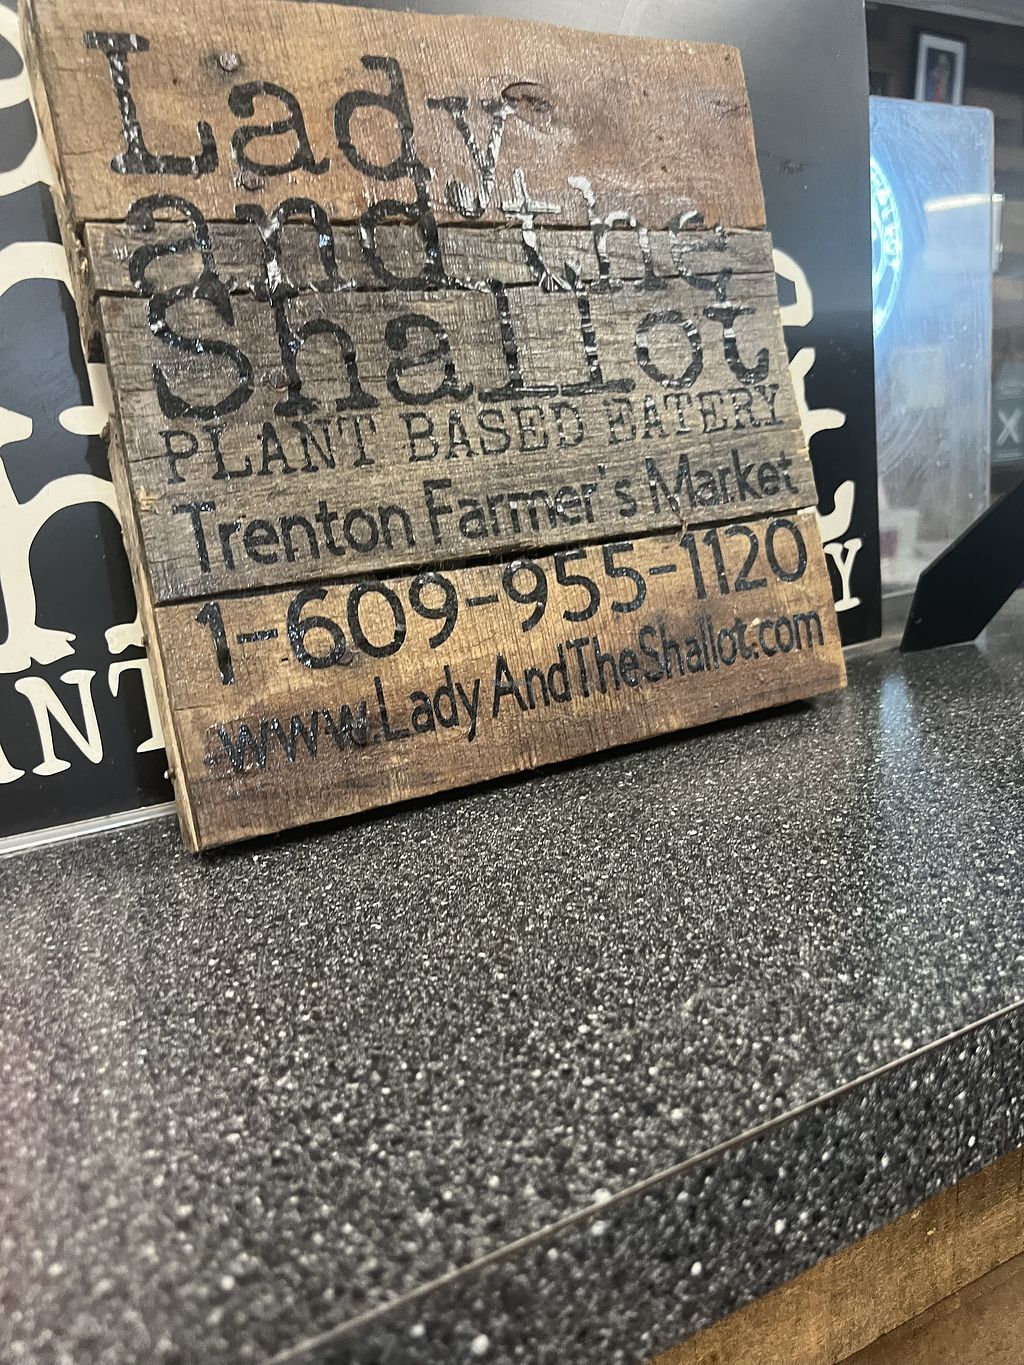 Lady
and the
Shallot
PLANT BASED EATERY
Trenton Farmer's Market
1-609-955-1120
www.LadyAndTheShallot.com